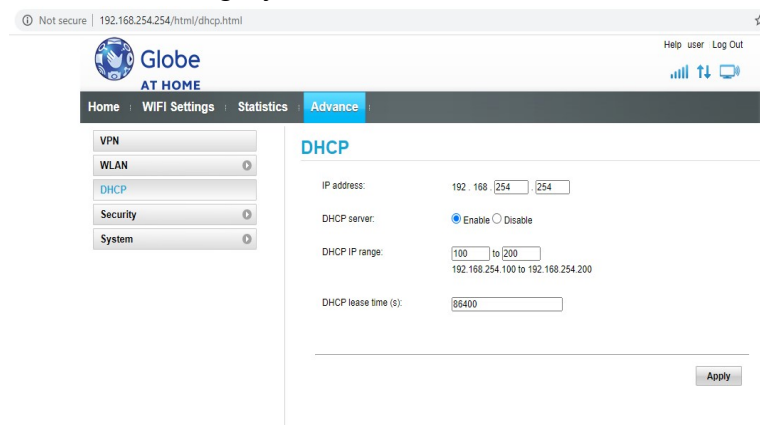 Not secure | 192.168.254.254/html/dhcp.html
Help user Log Out
Globe
AT HOME
Home WIFI Settings Statistics Advance
VPN
WLAN
DHCP
Security
System
DHCP
IP address: 192 . 168 . 254 . 254
DHCP server: Enable Disable
DHCP IP range: 100 to 200
192.168.254.100 to 192.168.254.200
DHCP lease time (s): 86400
Apply